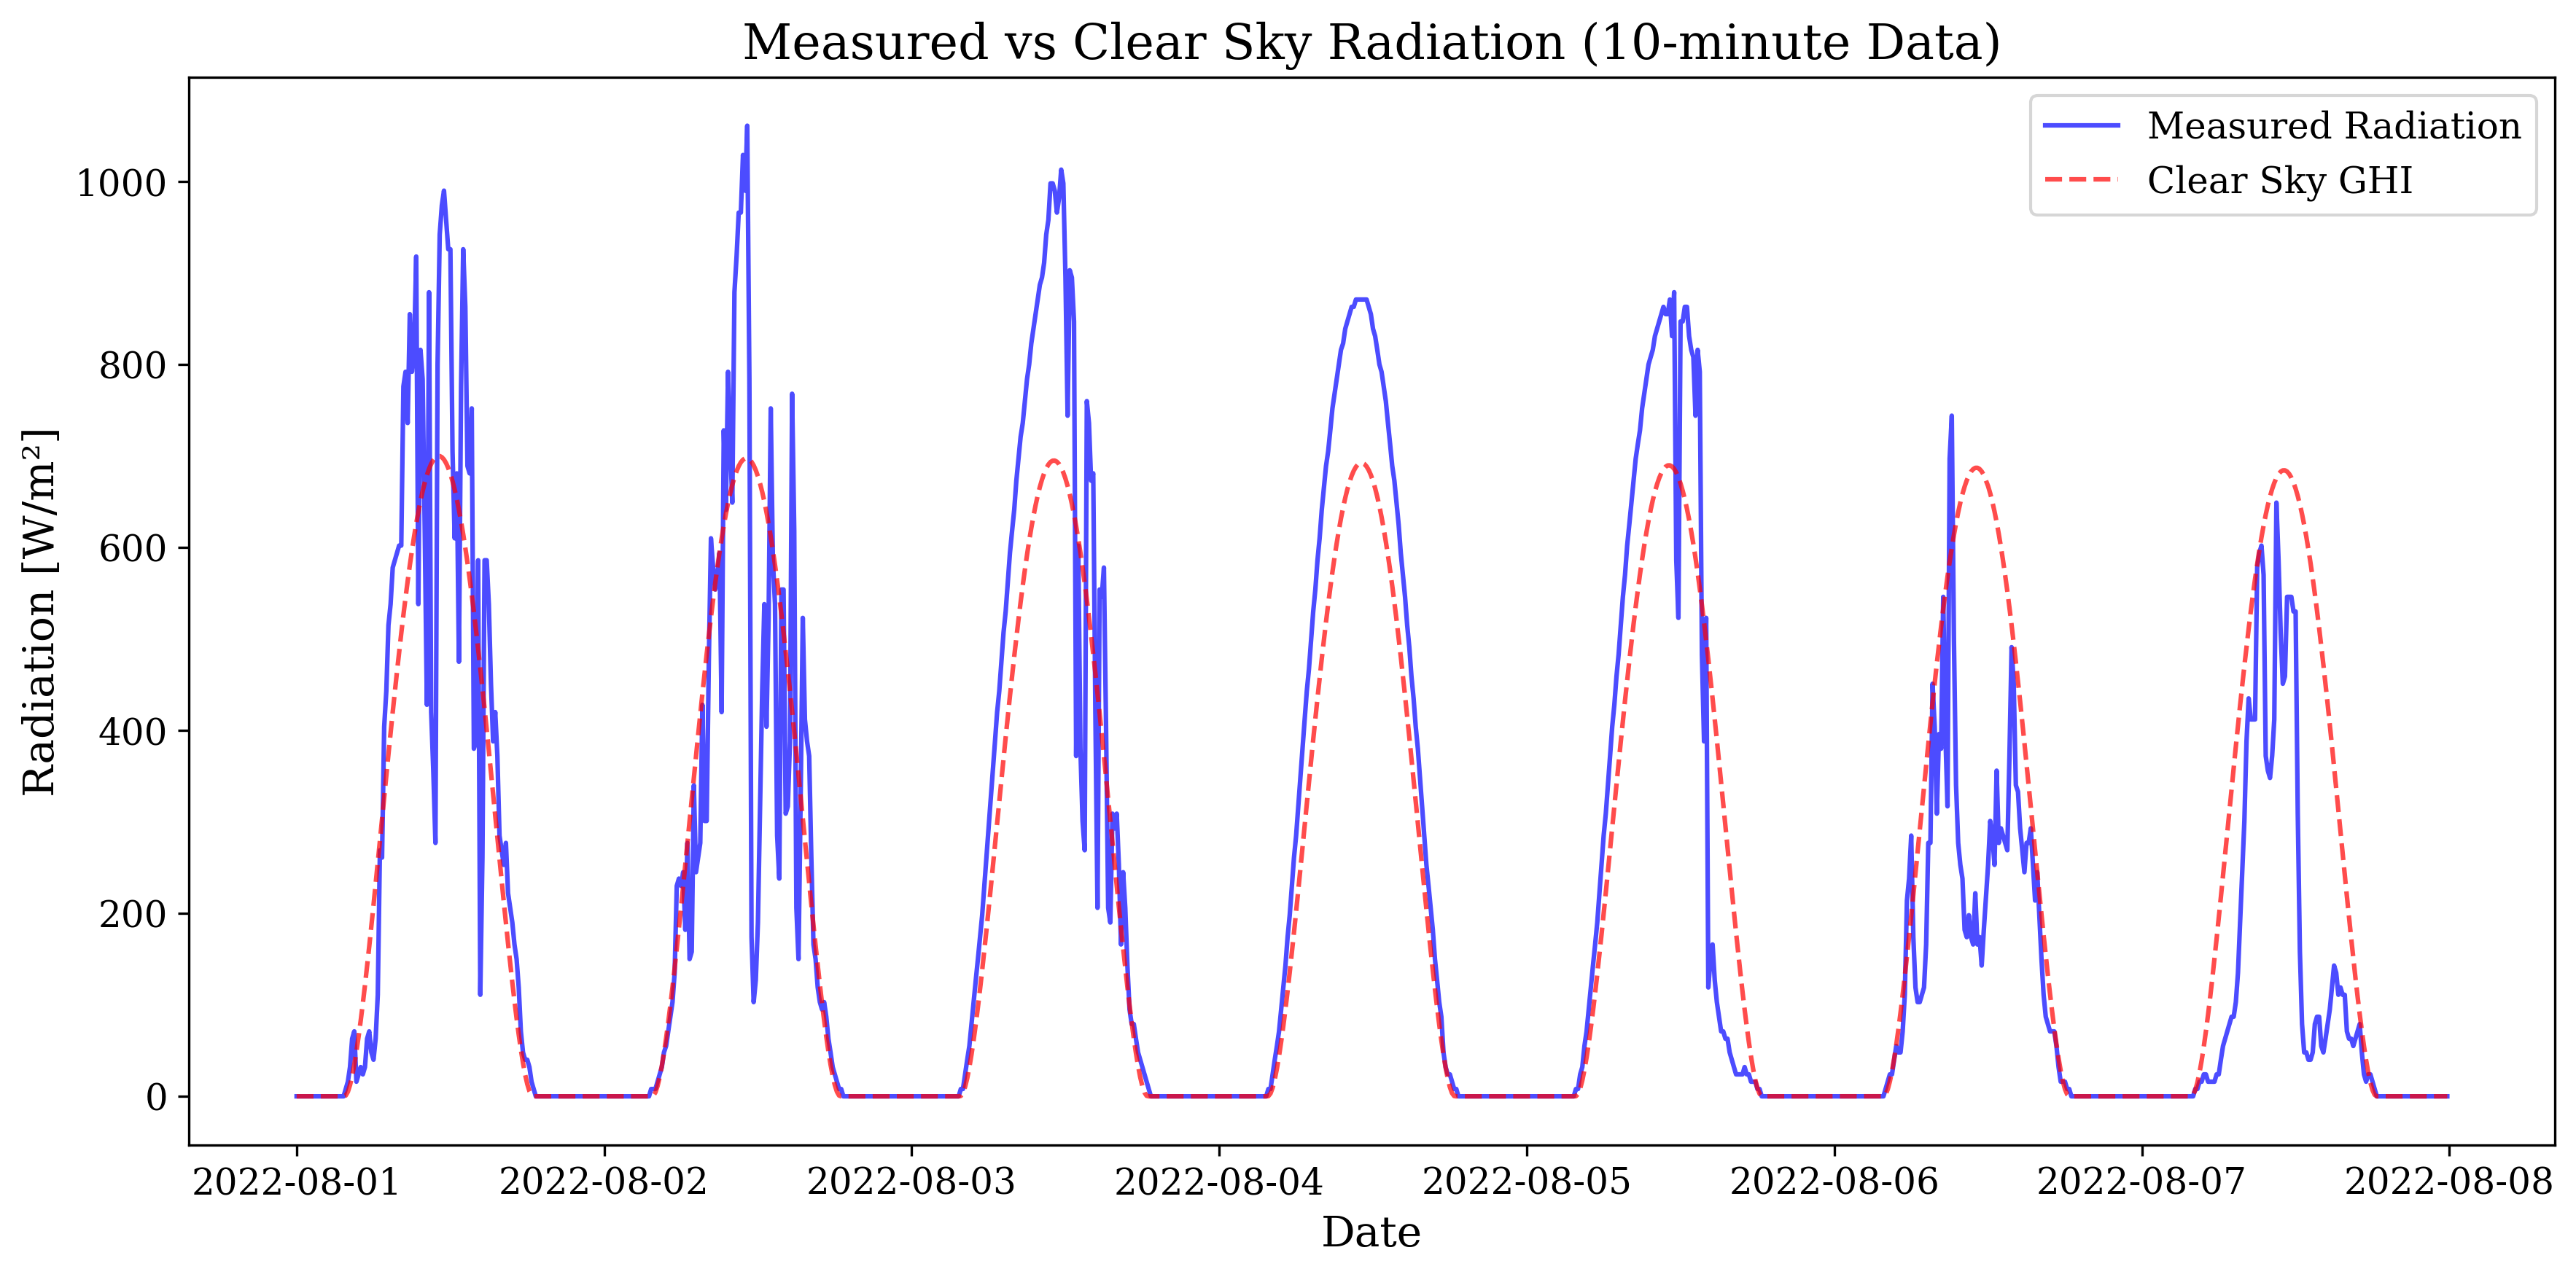 Measured vs Clear Sky Radiation (10-minute Data)
Measured Radiation
Clear Sky GHI
Radiation [W/m²]
1000
800
600
400
200
0
2022-08-01 2022-08-02 2022-08-03 2022-08-04 2022-08-05 2022-08-06 2022-08-07 2022-08-08
Date